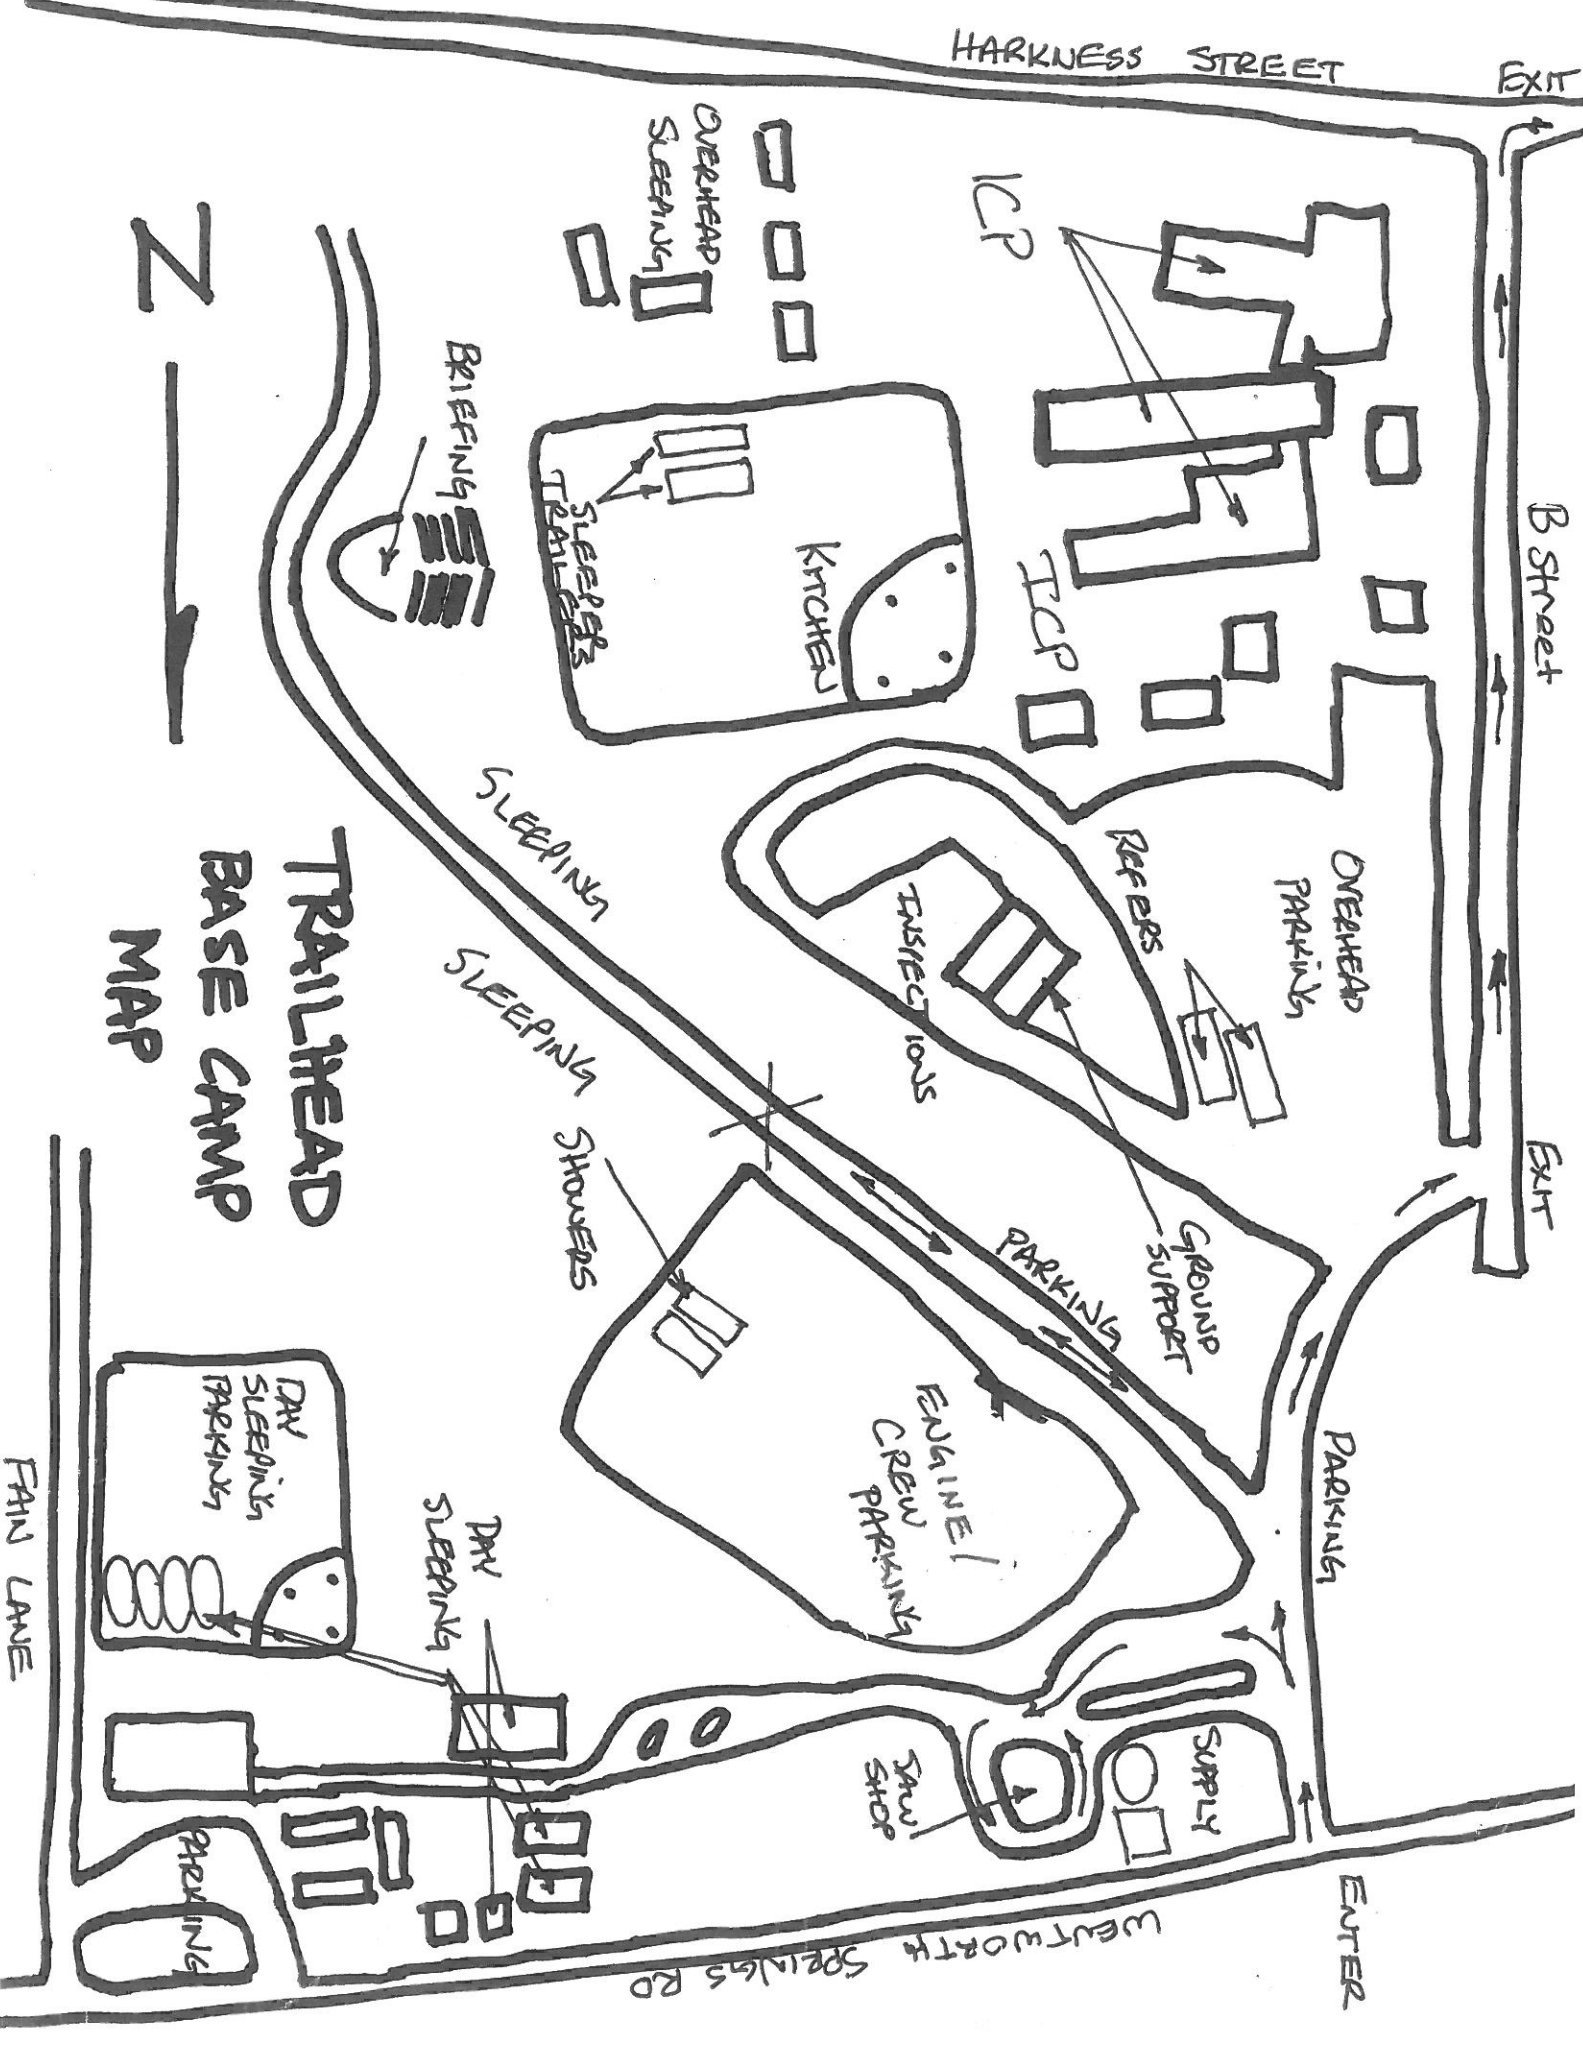 HARKNESS STREET
EXIT
OVERHEAD
SLEEPING
ICP
N
BRIEFING
SLEEPERS
TRAILERS
KITCHEN
ICP
B Street
SLEEPING
SLEEPING
REFERS
INSPECTIONS
OVERHEAD
PARKING
TRAILHEAD
BASE CAMP
MAP
SHOWERS
PARKING
GROUND
SUPPORT
EXIT
ENGINE/
CREW
PARKING
PARKING
DAY
SLEEPING
PARKING
DAY
SLEEPING
FAIN LANE
SAW
SHOP
SUPPLY
PARKING
WENTWORTH SPRINGS RD
ENTER